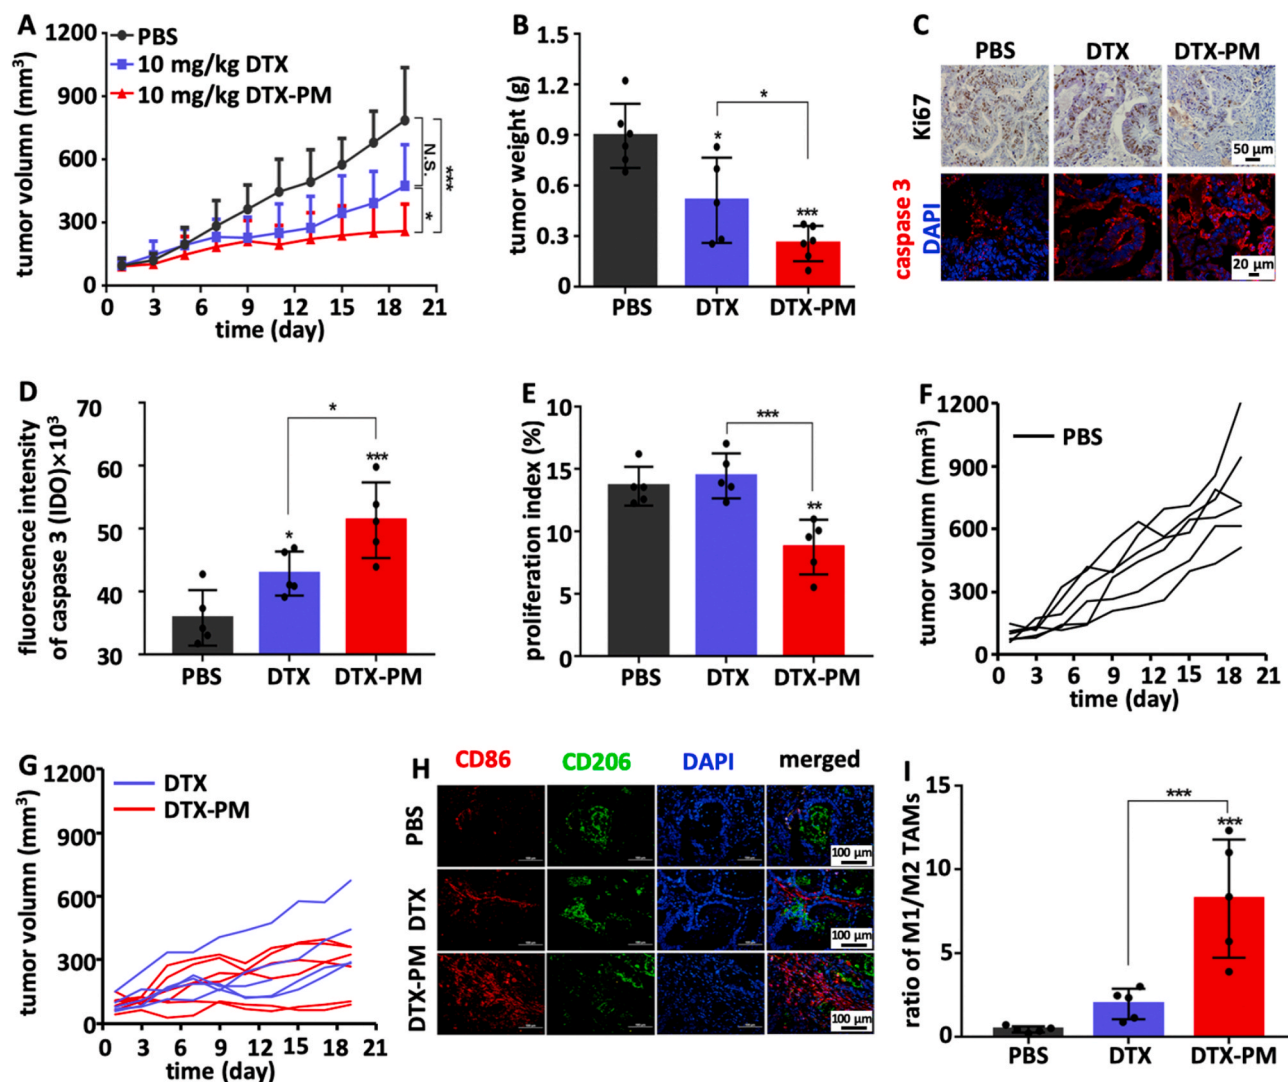 A
1200
900
600
300
0
tumor volumn (mm³)
PBS
10 mg/kg DTX
10 mg/kg DTX-PM
N.S.
***
*
0 3 6 9 12 15 18 21
time (day)
B
1.5
1.2
0.9
0.6
0.3
0
tumor weight (g)
*
*
***
PBS DTX DTX-PM
C
PBS DTX DTX-PM
Ki67
50 µm
caspase 3
DAPI
20 µm
D
70
60
50
40
30
fluorescence intensity
of caspase 3 (IDO)×10³
*
*
***
PBS DTX DTX-PM
E
15
10
5
0
proliferation index (%)
***
**
PBS DTX DTX-PM
F
1200
900
600
300
0
tumor volumn (mm³)
PBS
0 3 6 9 12 15 18 21
time (day)
G
1200
900
600
300
0
tumor volumn (mm³)
DTX
DTX-PM
0 3 6 9 12 15 18 21
time (day)
H
CD86 CD206 DAPI merged
PBS
100 µm
DTX
100 µm
DTX-PM
100 µm
I
15
10
5
0
ratio of M1/M2 TAMs
***
***
PBS DTX DTX-PM